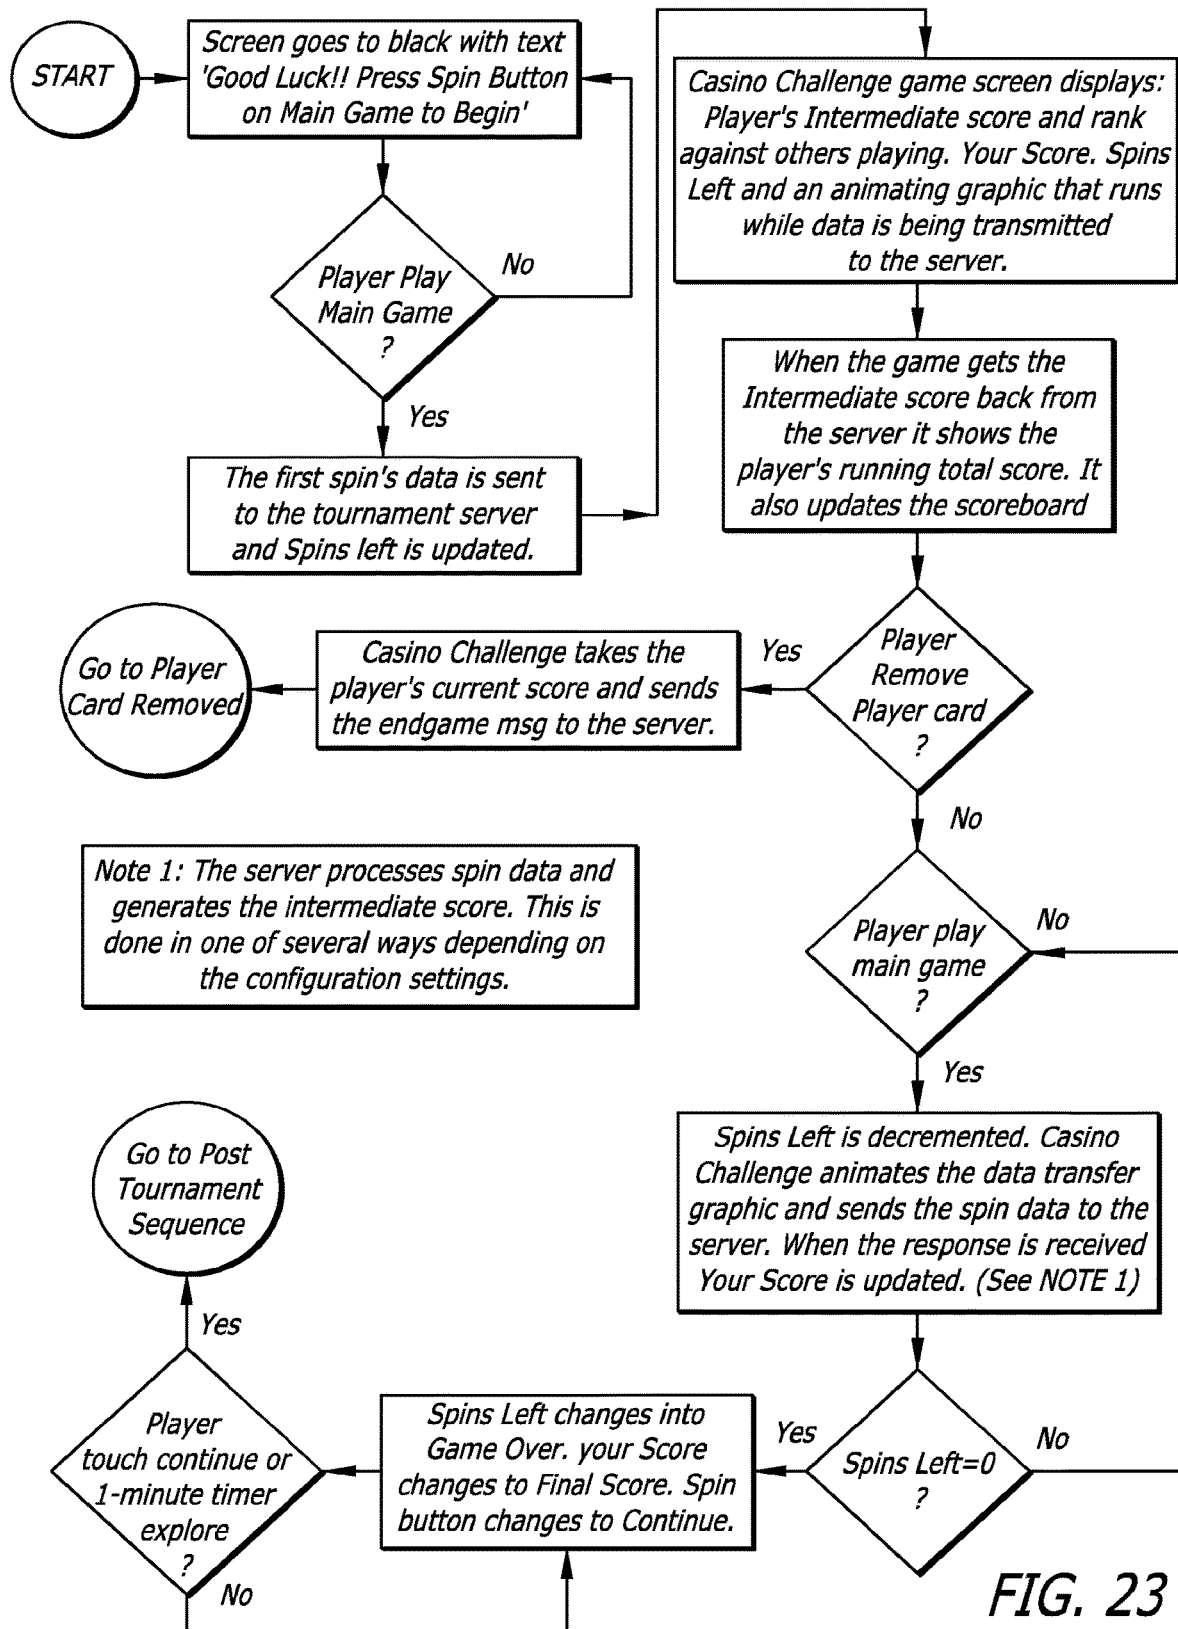 START
Screen goes to black with text
'Good Luck!! Press Spin Button
on Main Game to Begin'
Player Play
Main Game
?
No
Yes
The first spin's data is sent
to the tournament server
and Spins left is updated.
Casino Challenge game screen displays:
Player's Intermediate score and rank
against others playing. Your Score. Spins
Left and an animating graphic that runs
while data is being transmitted
to the server.
When the game gets the
Intermediate score back from
the server it shows the
player's running total score. It
also updates the scoreboard
Player
Remove
Player card
?
Yes
Casino Challenge takes the
player's current score and sends
the endgame msg to the server.
Go to Player
Card Removed
No
Note 1: The server processes spin data and
generates the intermediate score. This is
done in one of several ways depending on
the configuration settings.
Player play
main game
?
No
Yes
Spins Left is decremented. Casino
Challenge animates the data transfer
graphic and sends the spin data to the
server. When the response is received
Your Score is updated. (See NOTE 1)
Spins Left=0
?
No
Yes
Spins Left changes into
Game Over. your Score
changes to Final Score. Spin
button changes to Continue.
Player
touch continue or
1-minute timer
explore
?
No
Yes
Go to Post
Tournament
Sequence
FIG. 23